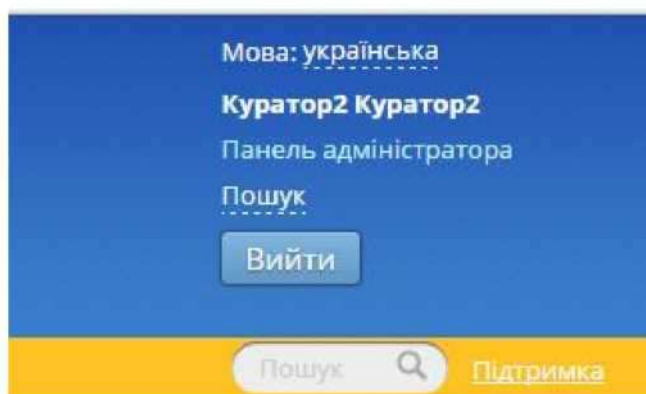 Мова: українська
Куратор2 Куратор2
Панель адміністратора
Пошук
Вийти
Пошук Підтримка